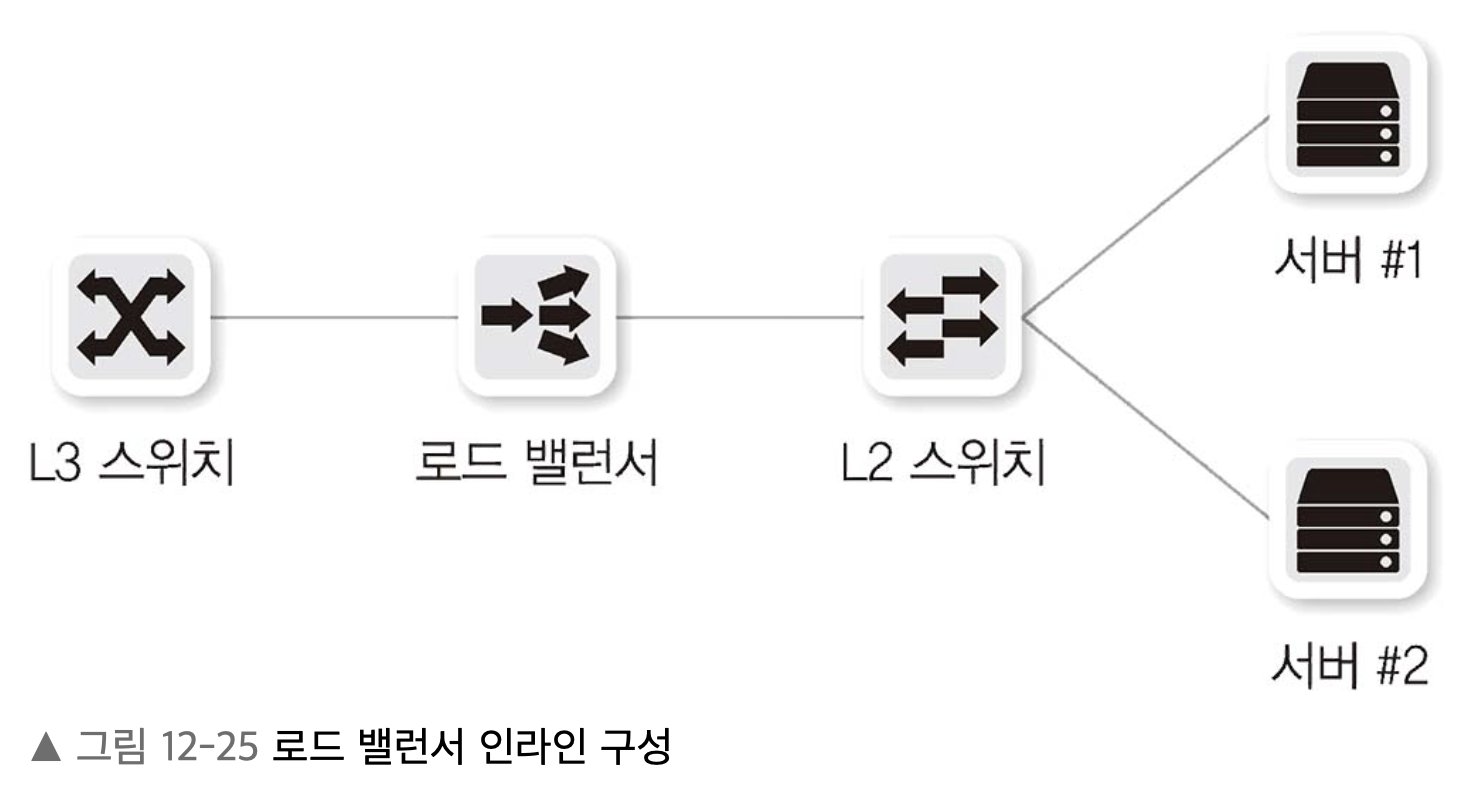 서버 #1
L3 스위치
로드 밸런서
L2 스위치
서버 #2
▲ 그림 12-25 로드 밸런서 인라인 구성